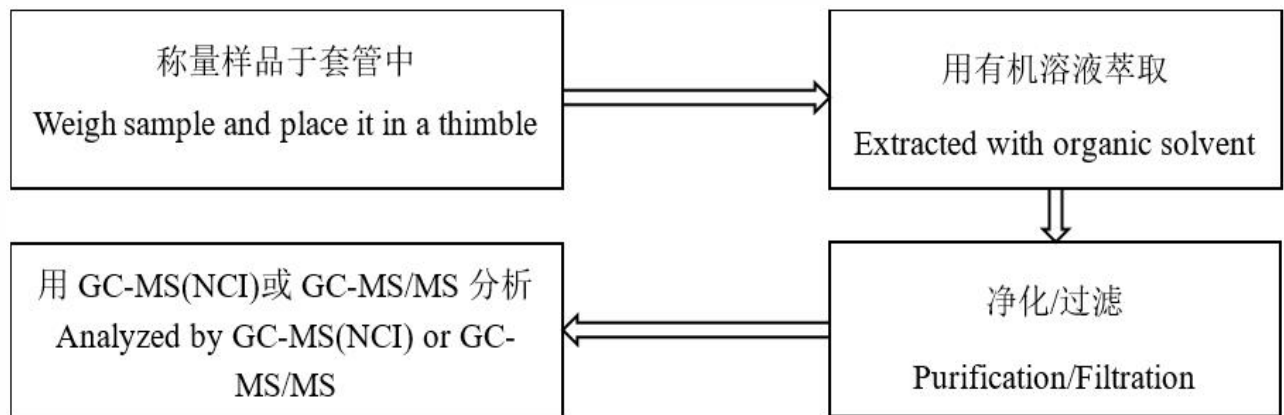 称量样品于套管中
Weigh sample and place it in a thimble
用有机溶液萃取
Extracted with organic solvent
净化/过滤
Purification/Filtration
用 GC-MS(NCI)或 GC-MS/MS 分析
Analyzed by GC-MS(NCI) or GC-
MS/MS